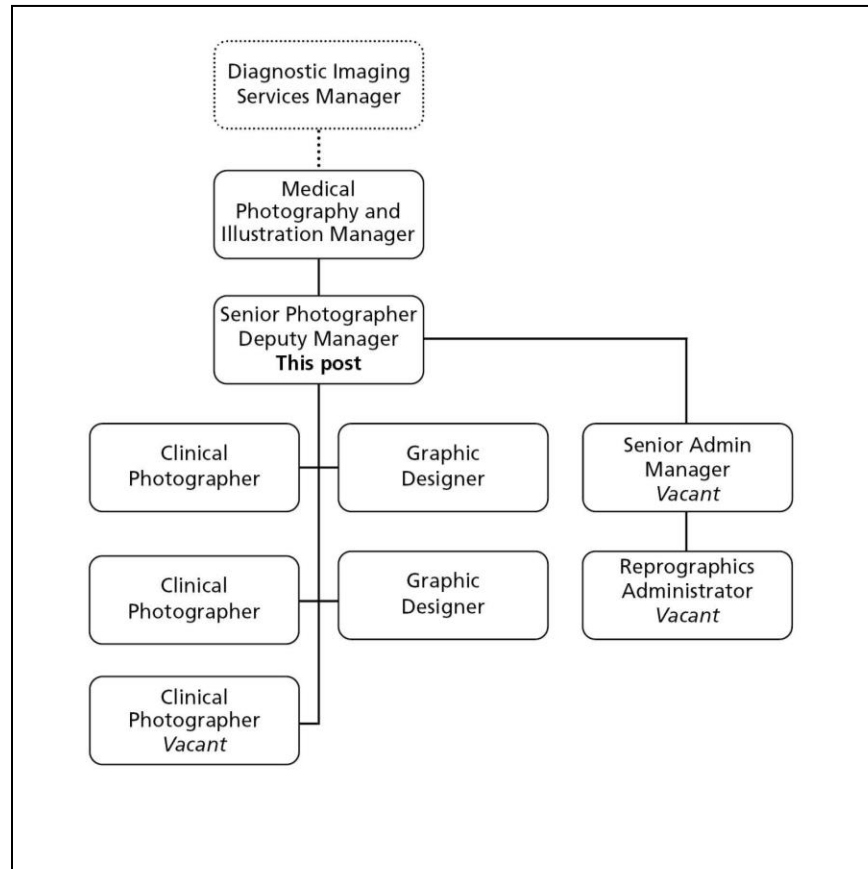 Diagnostic Imaging
Services Manager
Medical
Photography and
Illustration Manager
Senior Photographer
Deputy Manager
This post
Clinical
Photographer
Graphic
Designer
Senior Admin
Manager
Vacant
Clinical
Photographer
Graphic
Designer
Reprographics
Administrator
Vacant
Clinical
Photographer
Vacant